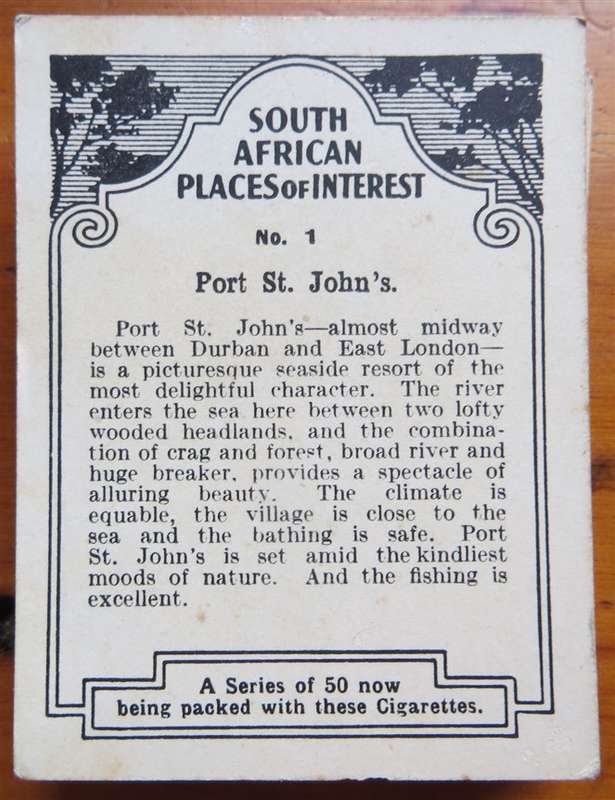 SOUTH
AFRICAN
PLACES OF INTEREST
No. 1
Port St. John's.
Port St. John's—almost midway
between Durban and East London—
is a picturesque seaside resort of the
most delightful character. The river
enters the sea here between two lofty
wooded headlands, and the combina-
tion of crag and forest, broad river and
huge breaker, provides a spectacle of
alluring beauty. The climate is
equable, the village is close to the
sea and the bathing is safe. Port
St. John's is set amid the kindliest
moods of nature. And the fishing is
excellent.
A Series of 50 now
being packed with these Cigarettes.